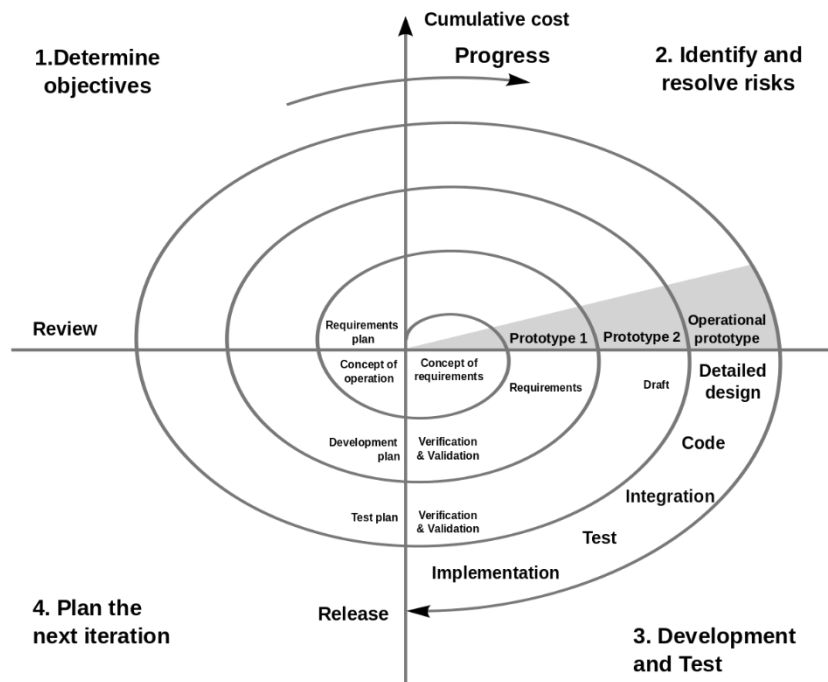 Cumulative cost
Progress
1.Determine
objectives
2. Identify and
resolve risks
Review
Requirements
plan
Prototype 1
Prototype 2
Operational
prototype
Concept of
operation
Concept of
requirements
Requirements
Draft
Detailed
design
Development
plan
Verification
& Validation
Code
Test plan
Verification
& Validation
Integration
Test
Implementation
Release
4. Plan the
next iteration
3. Development
and Test